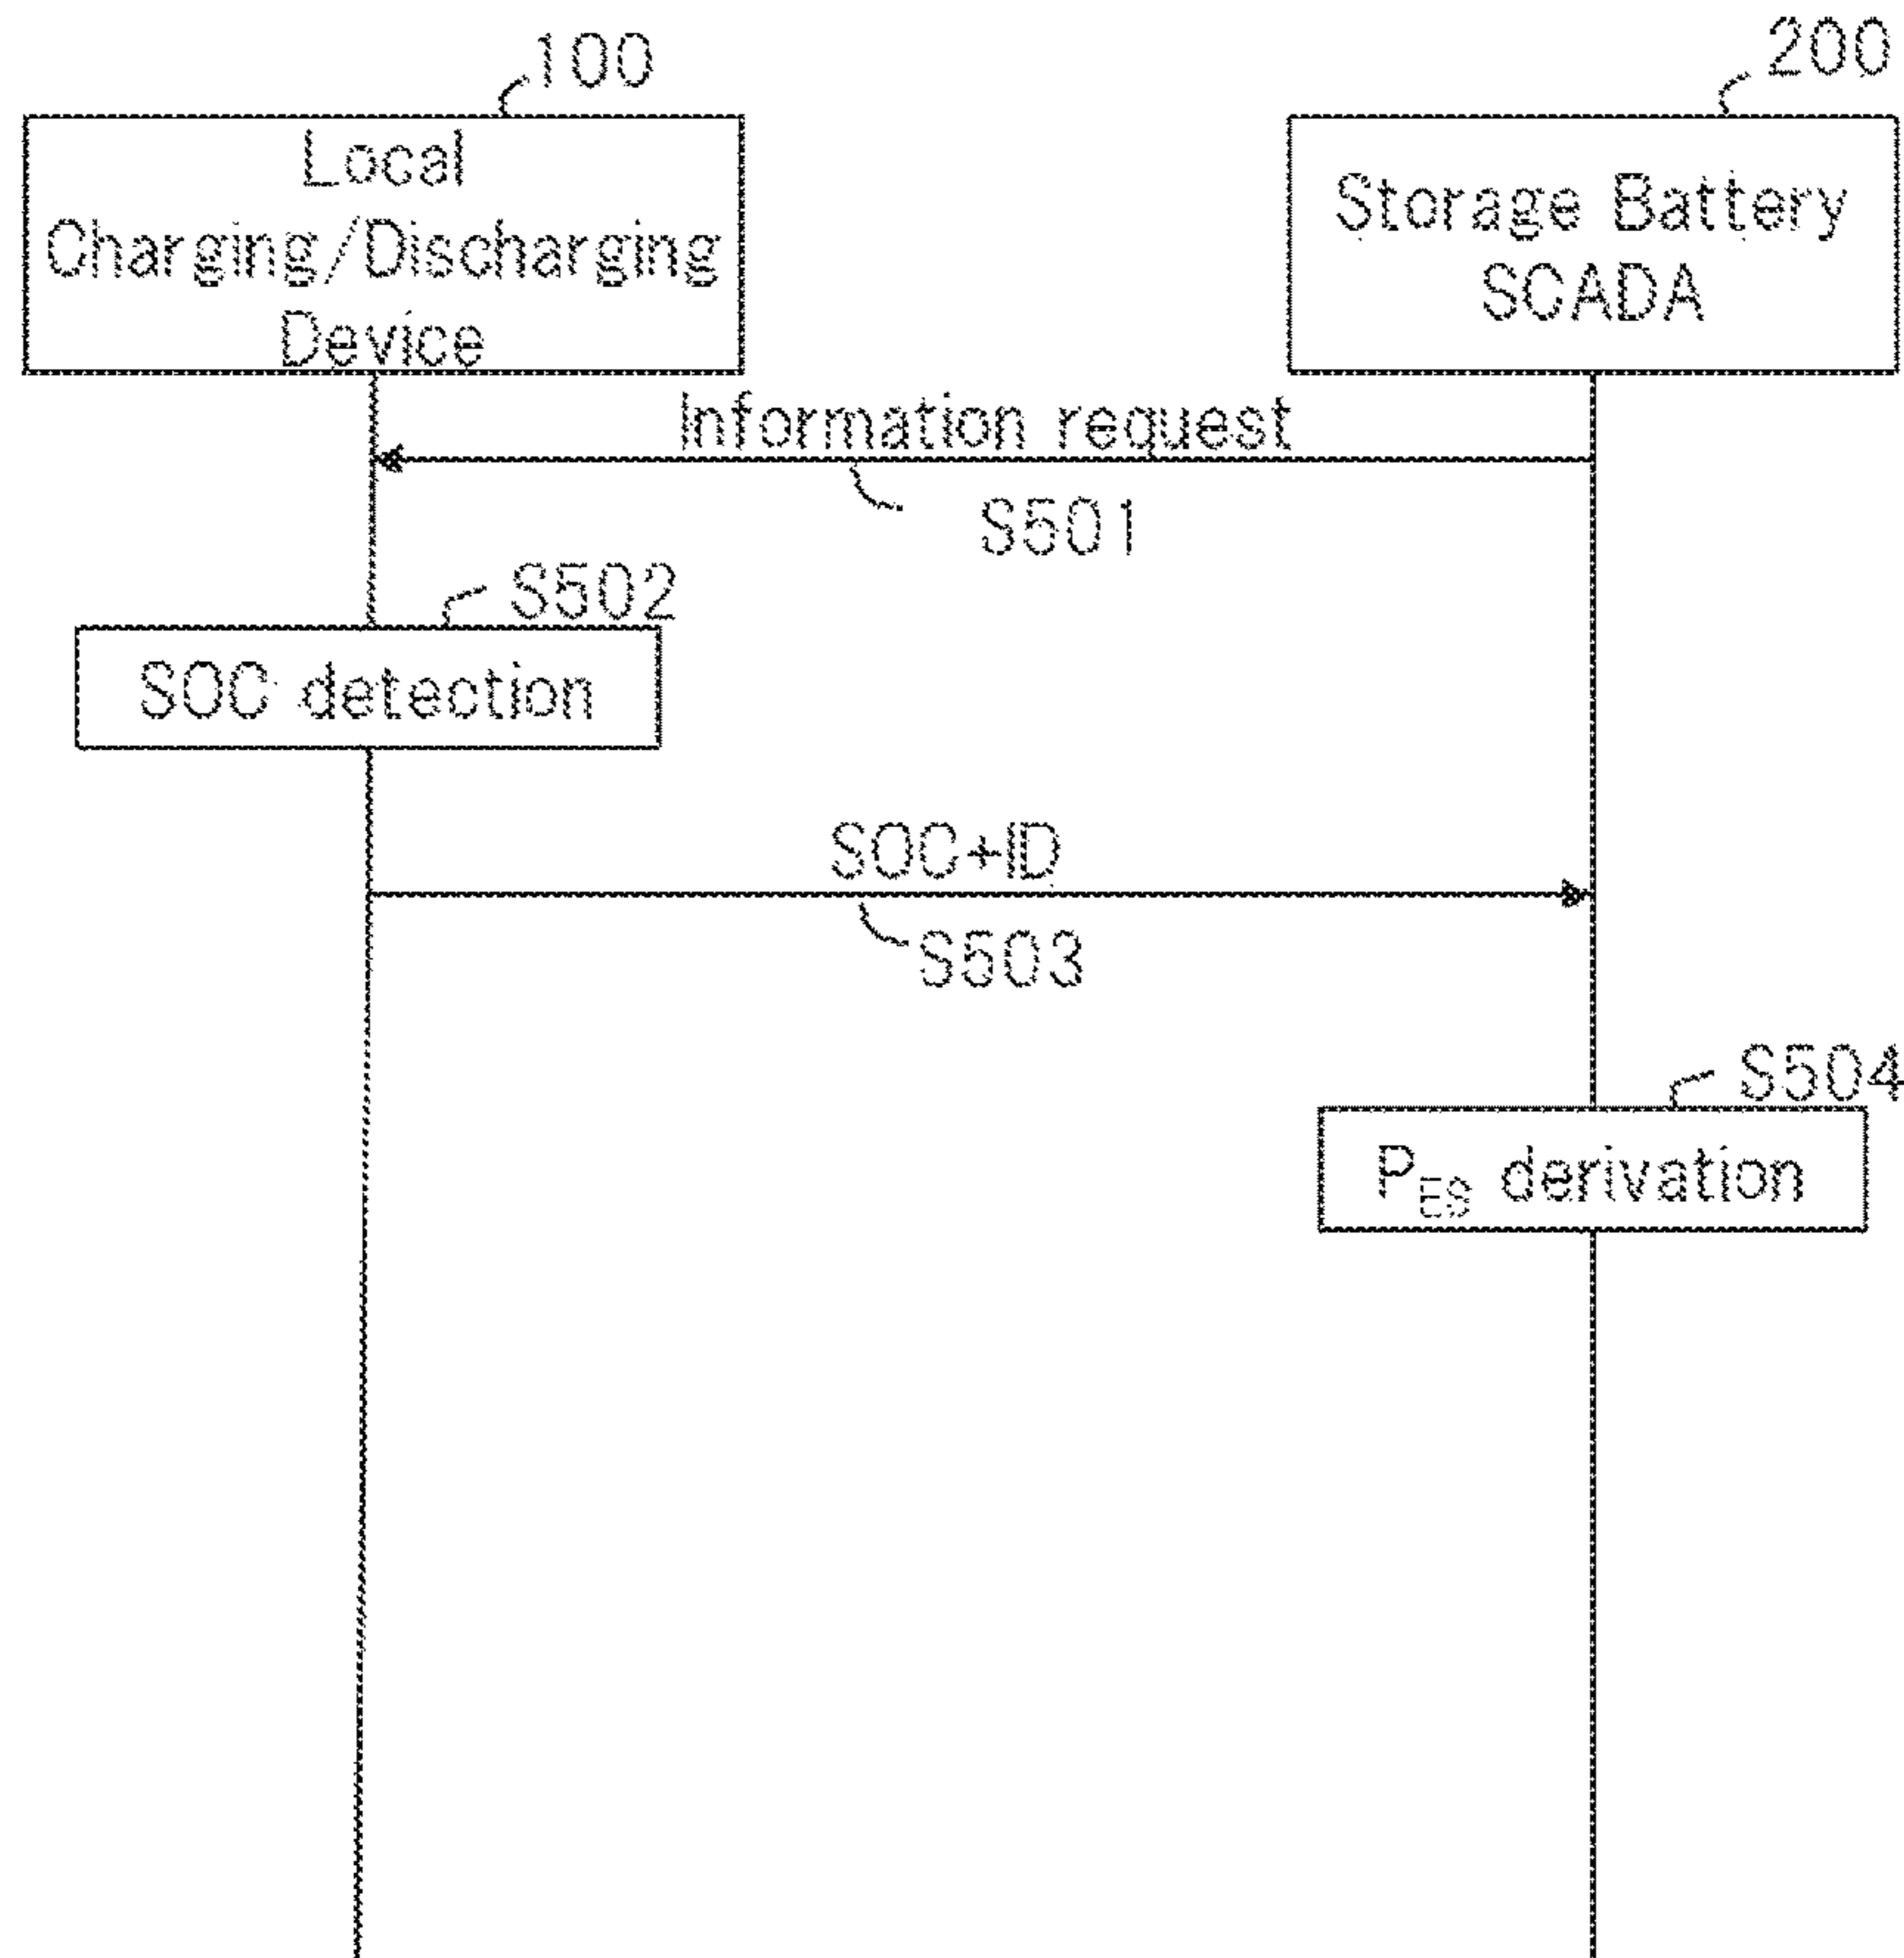 100
200
Local
Charging/Discharging
Device
Storage Battery
SCADA
Information request
S501
S502
SOC detection
SOC+ID
S503
S504
PES derivation